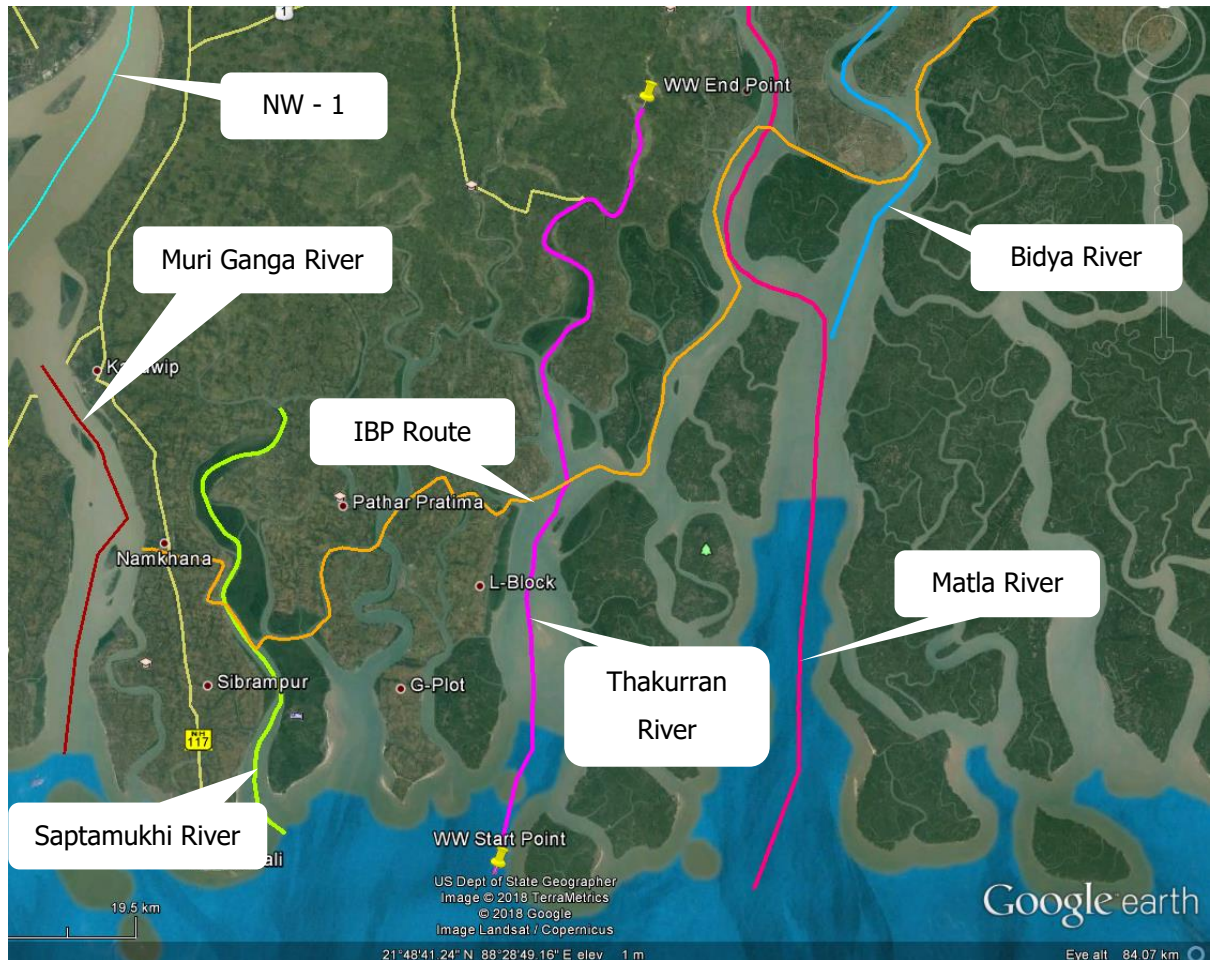 1
WW End Point
NW - 1
Muri Ganga River
Bidya River
IBP Route
Pathar Pratima
Namkhana
L-Block
Matla River
Sibrampur
G-Plot
Thakurran
River
NH
117
Saptamukhi River
WW Start Point
US Dept of State Geographer
Image © 2018 TerraMetrics
© 2018 Google
Image Landsat / Copernicus
19.5 km
Google earth
21°48'41.24" N 88°28'49.16" E elev 1 m
Eye alt 84.07 km